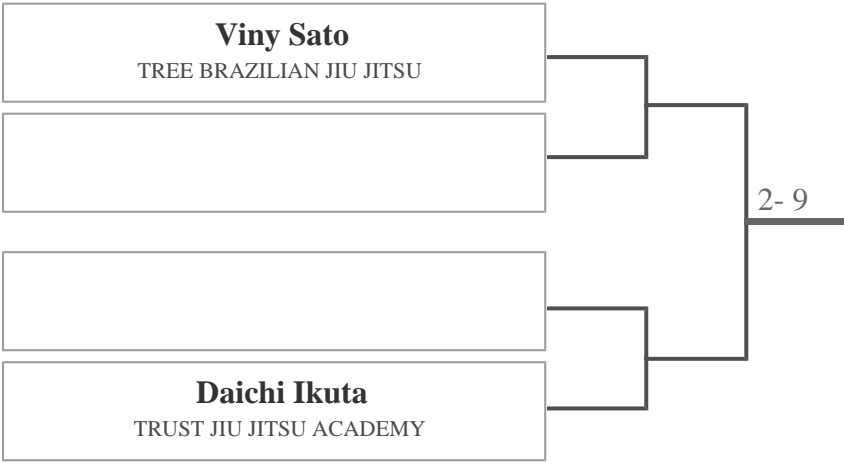 Viny Sato
TREE BRAZILIAN JIU JITSU
2- 9
Daichi Ikuta
TRUST JIU JITSU ACADEMY